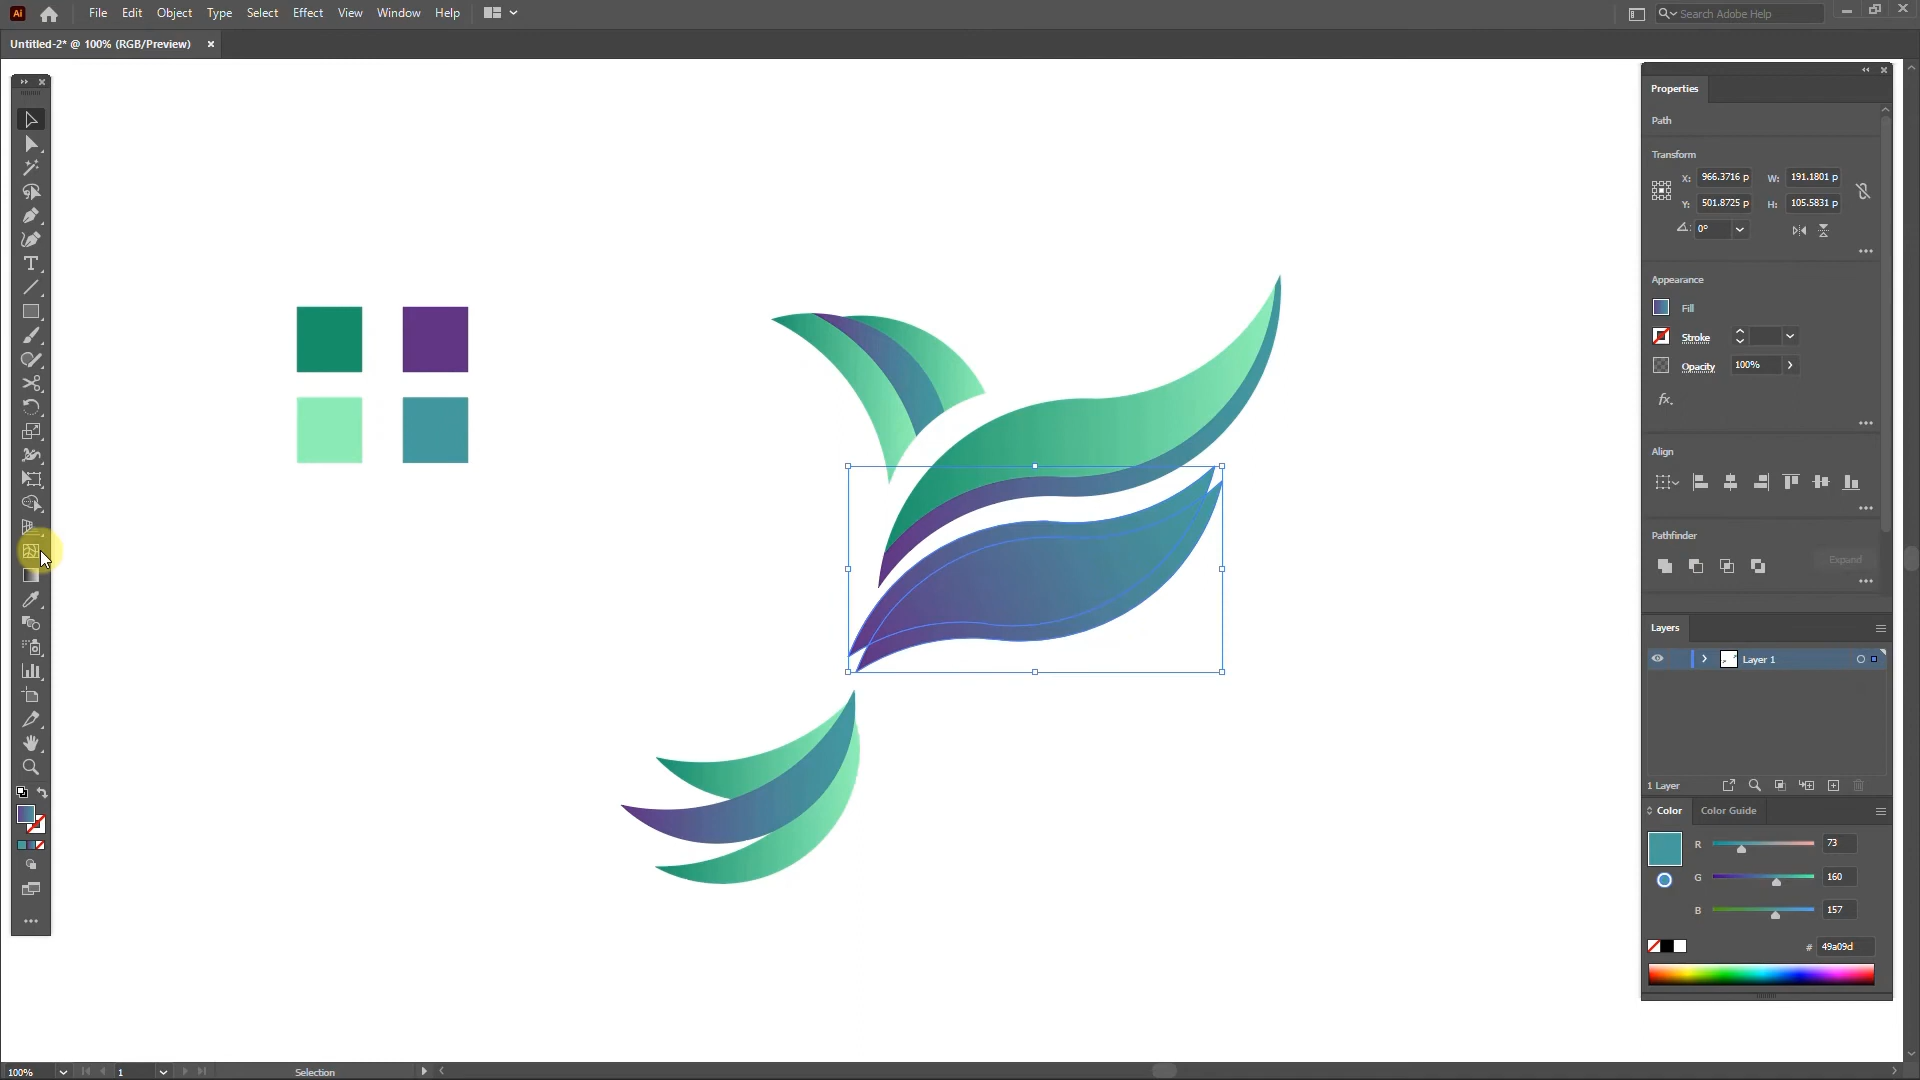 Ai File Edit Object Type Select Effect View Window Help Search Adobe Help
Untitled-2* @ 100% (RGB/Preview) ×
Properties
Path
Transform
X: 966.3716 p W: 191.1801 p
Y: 501.8725 p H: 105.5831 p
0°
Appearance
Fill
Stroke
Opacity 100%
fx.
Align
Pathfinder
Expand
Layers
Layer 1
1 Layer
Color Color Guide
R 73
G 160
B 157
# 49a09d
100% 1 Selection